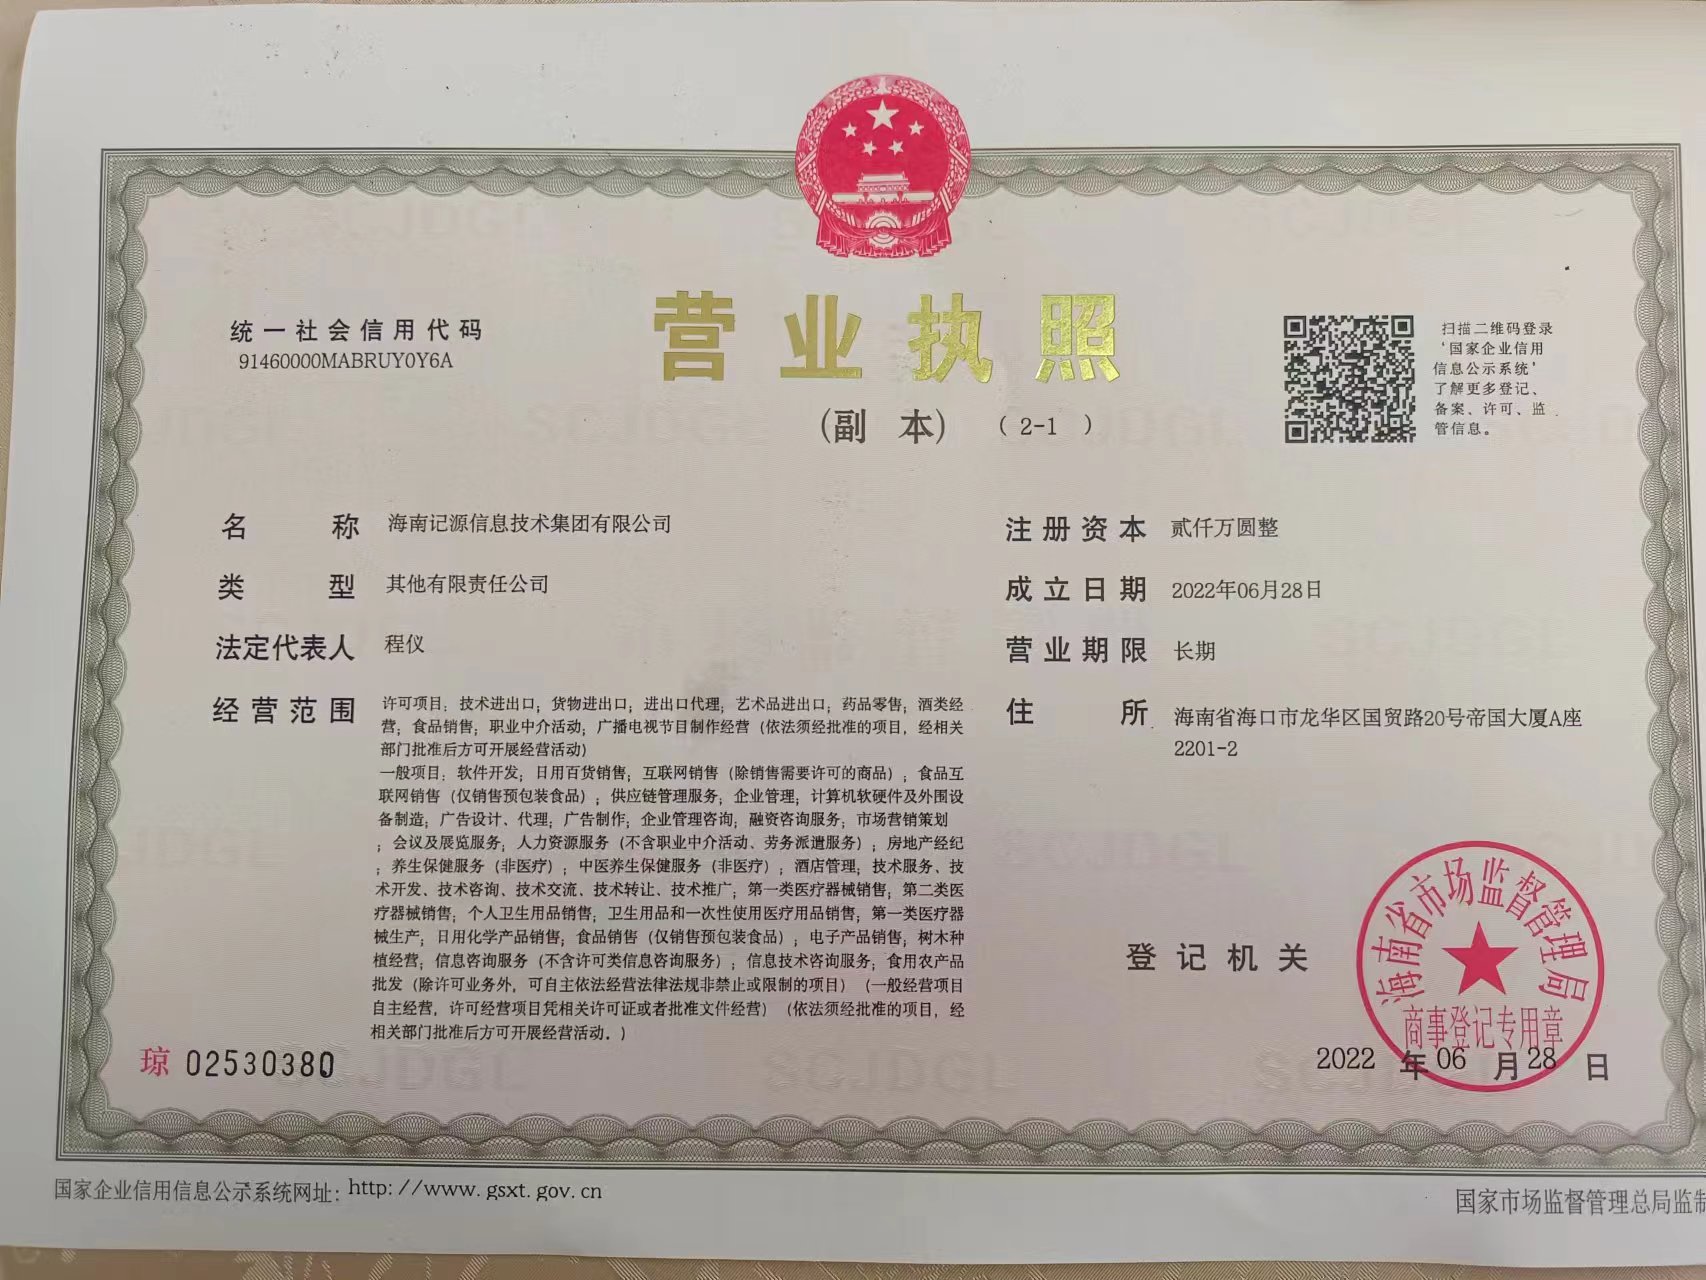 统一社会信用代码
91460000MABRUY0Y6A
营业执照
(副 本) ( 2-1 )
扫描二维码登录
‘国家企业信用
信息公示系统’
了解更多登记、
备案、许可、监
管信息。
名 称 海南记源信息技术集团有限公司
类 型 其他有限责任公司
法定代表人 程仪
经营范围 许可项目：技术进出口；货物进出口；进出口代理；艺术品进出口；药品零售；酒类经
营；食品销售；职业中介活动；广播电视节目制作经营（依法须经批准的项目，经相关
部门批准后方可开展经营活动）
一般项目：软件开发；日用百货销售；互联网销售（除销售需要许可的商品）；食品互
联网销售（仅销售预包装食品）；供应链管理服务；企业管理；计算机软硬件及外围设
备制造；广告设计、代理；广告制作；企业管理咨询；融资咨询服务；市场营销策划
；会议及展览服务；人力资源服务（不含职业中介活动、劳务派遣服务）；房地产经纪
；养生保健服务（非医疗）；中医养生保健服务（非医疗）；酒店管理；技术服务、技
术开发、技术咨询、技术交流、技术转让、技术推广；第一类医疗器械销售；第二类医
疗器械销售；个人卫生用品销售；卫生用品和一次性使用医疗用品销售；第一类医疗器
械生产；日用化学产品销售；食品销售（仅销售预包装食品）；电子产品销售；树木种
植经营；信息咨询服务（不含许可类信息咨询服务）；信息技术咨询服务；食用农产品
批发（除许可业务外，可自主依法经营法律法规非禁止或限制的项目）（一般经营项目
自主经营，许可经营项目凭相关许可证或者批准文件经营）（依法须经批准的项目，经
相关部门批准后方可开展经营活动。）
注册资本 贰仟万圆整
成立日期 2022年06月28日
营业期限 长期
住 所 海南省海口市龙华区国贸路20号帝国大厦A座
2201-2
登记机关
海南省市场监督管理局
商事登记专用章
2022 年 06 月 28 日
琼 02530380
国家企业信用信息公示系统网址：http://www.gsxt.gov.cn
国家市场监督管理总局监制